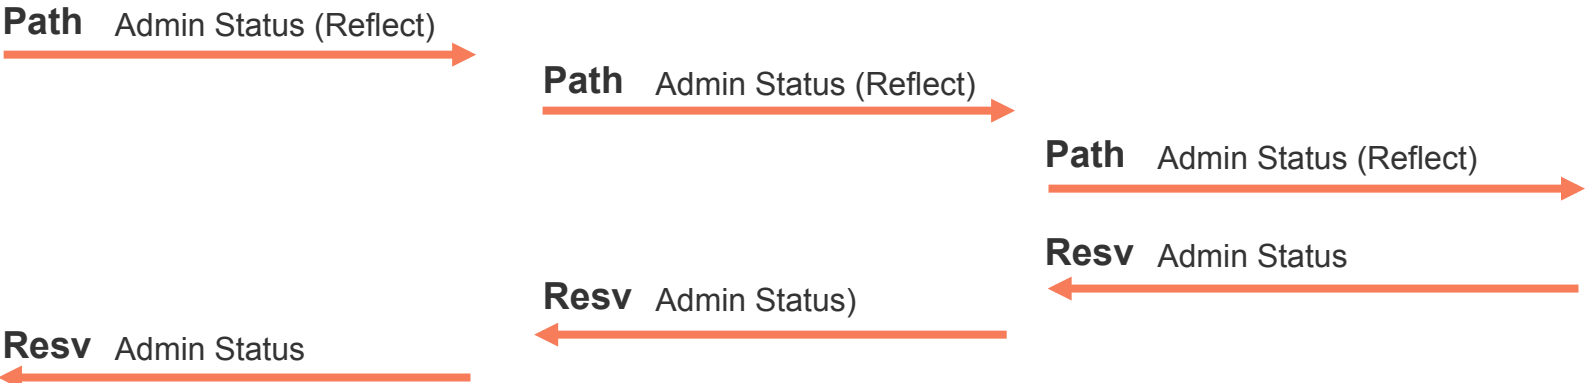 Path Admin Status (Reflect)
Path Admin Status (Reflect)
Path Admin Status (Reflect)
Resv Admin Status
Resv Admin Status)
Resv Admin Status